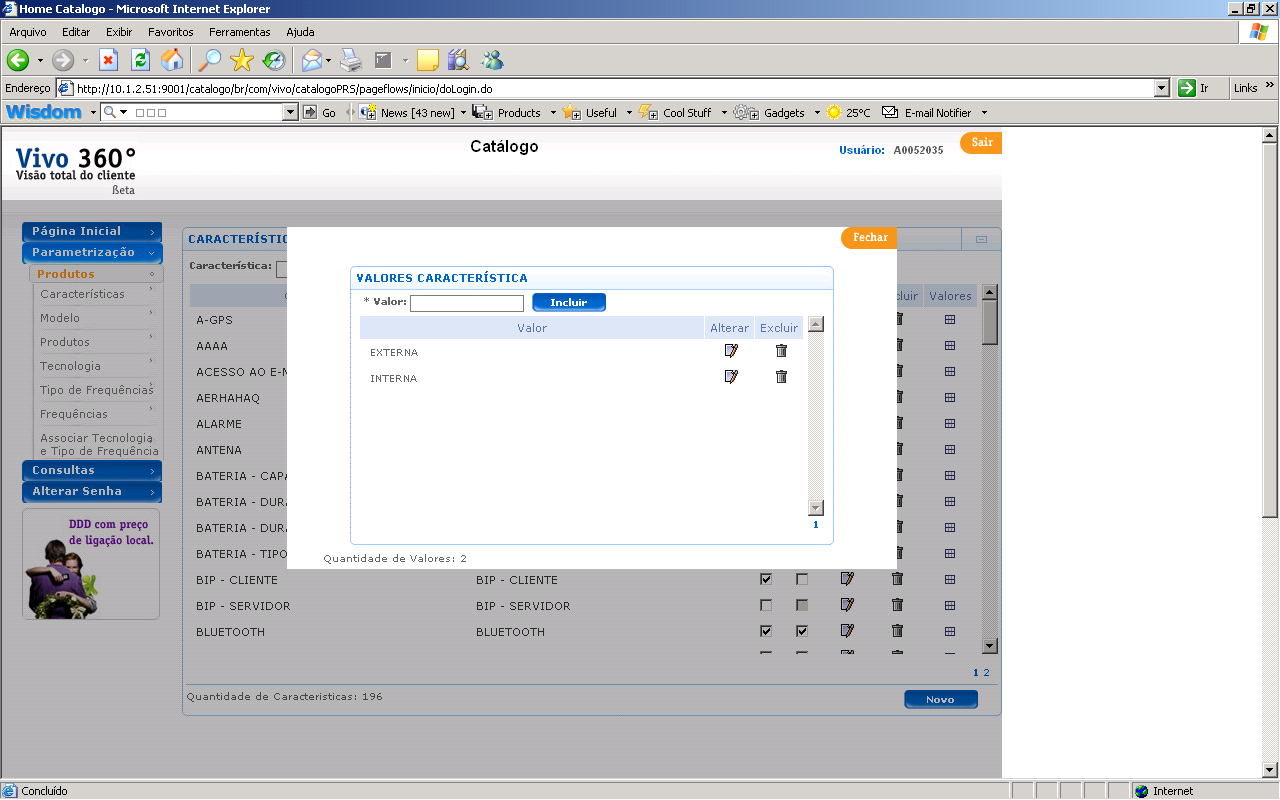 Home Catalogo - Microsoft Internet Explorer
Arquivo Editar Exibir Favoritos Ferramentas Ajuda
Endereço http://10.1.2.51:9001/catalogo/br/com/vivo/catalogoPRS/pageflows/inicio/doLogin.do Ir Links »
Wisdom Go News [43 new] Products Useful Cool Stuff Gadgets 25°C E-mail Notifier
Vivo 360° Catálogo Usuário: A0052035 Sair
Visão total do cliente
ßeta
Página Inicial
Parametrização
Produtos
Características
Modelo
Produtos
Tecnologia
Tipo de Frequências
Frequências
Associar Tecnologia
e Tipo de Frequência
Consultas
Alterar Senha
DDD com preço
de ligação local.
CARACTERÍSTIC
Característica:
Valores
A-GPS
AAAA
ACESSO AO E-M
AERHAHAQ
ALARME
ANTENA
BATERIA - CAPA
BATERIA - DURA
BATERIA - DURA
BATERIA - TIPO
BIP - CLIENTE BIP - CLIENTE
BIP - SERVIDOR BIP - SERVIDOR
BLUETOOTH BLUETOOTH
1 2
Quantidade de Caracteristicas: 196 Novo
Fechar
VALORES CARACTERÍSTICA
* Valor: Incluir
Valor Alterar Excluir
EXTERNA
INTERNA
1
Quantidade de Valores: 2
Concluído Internet